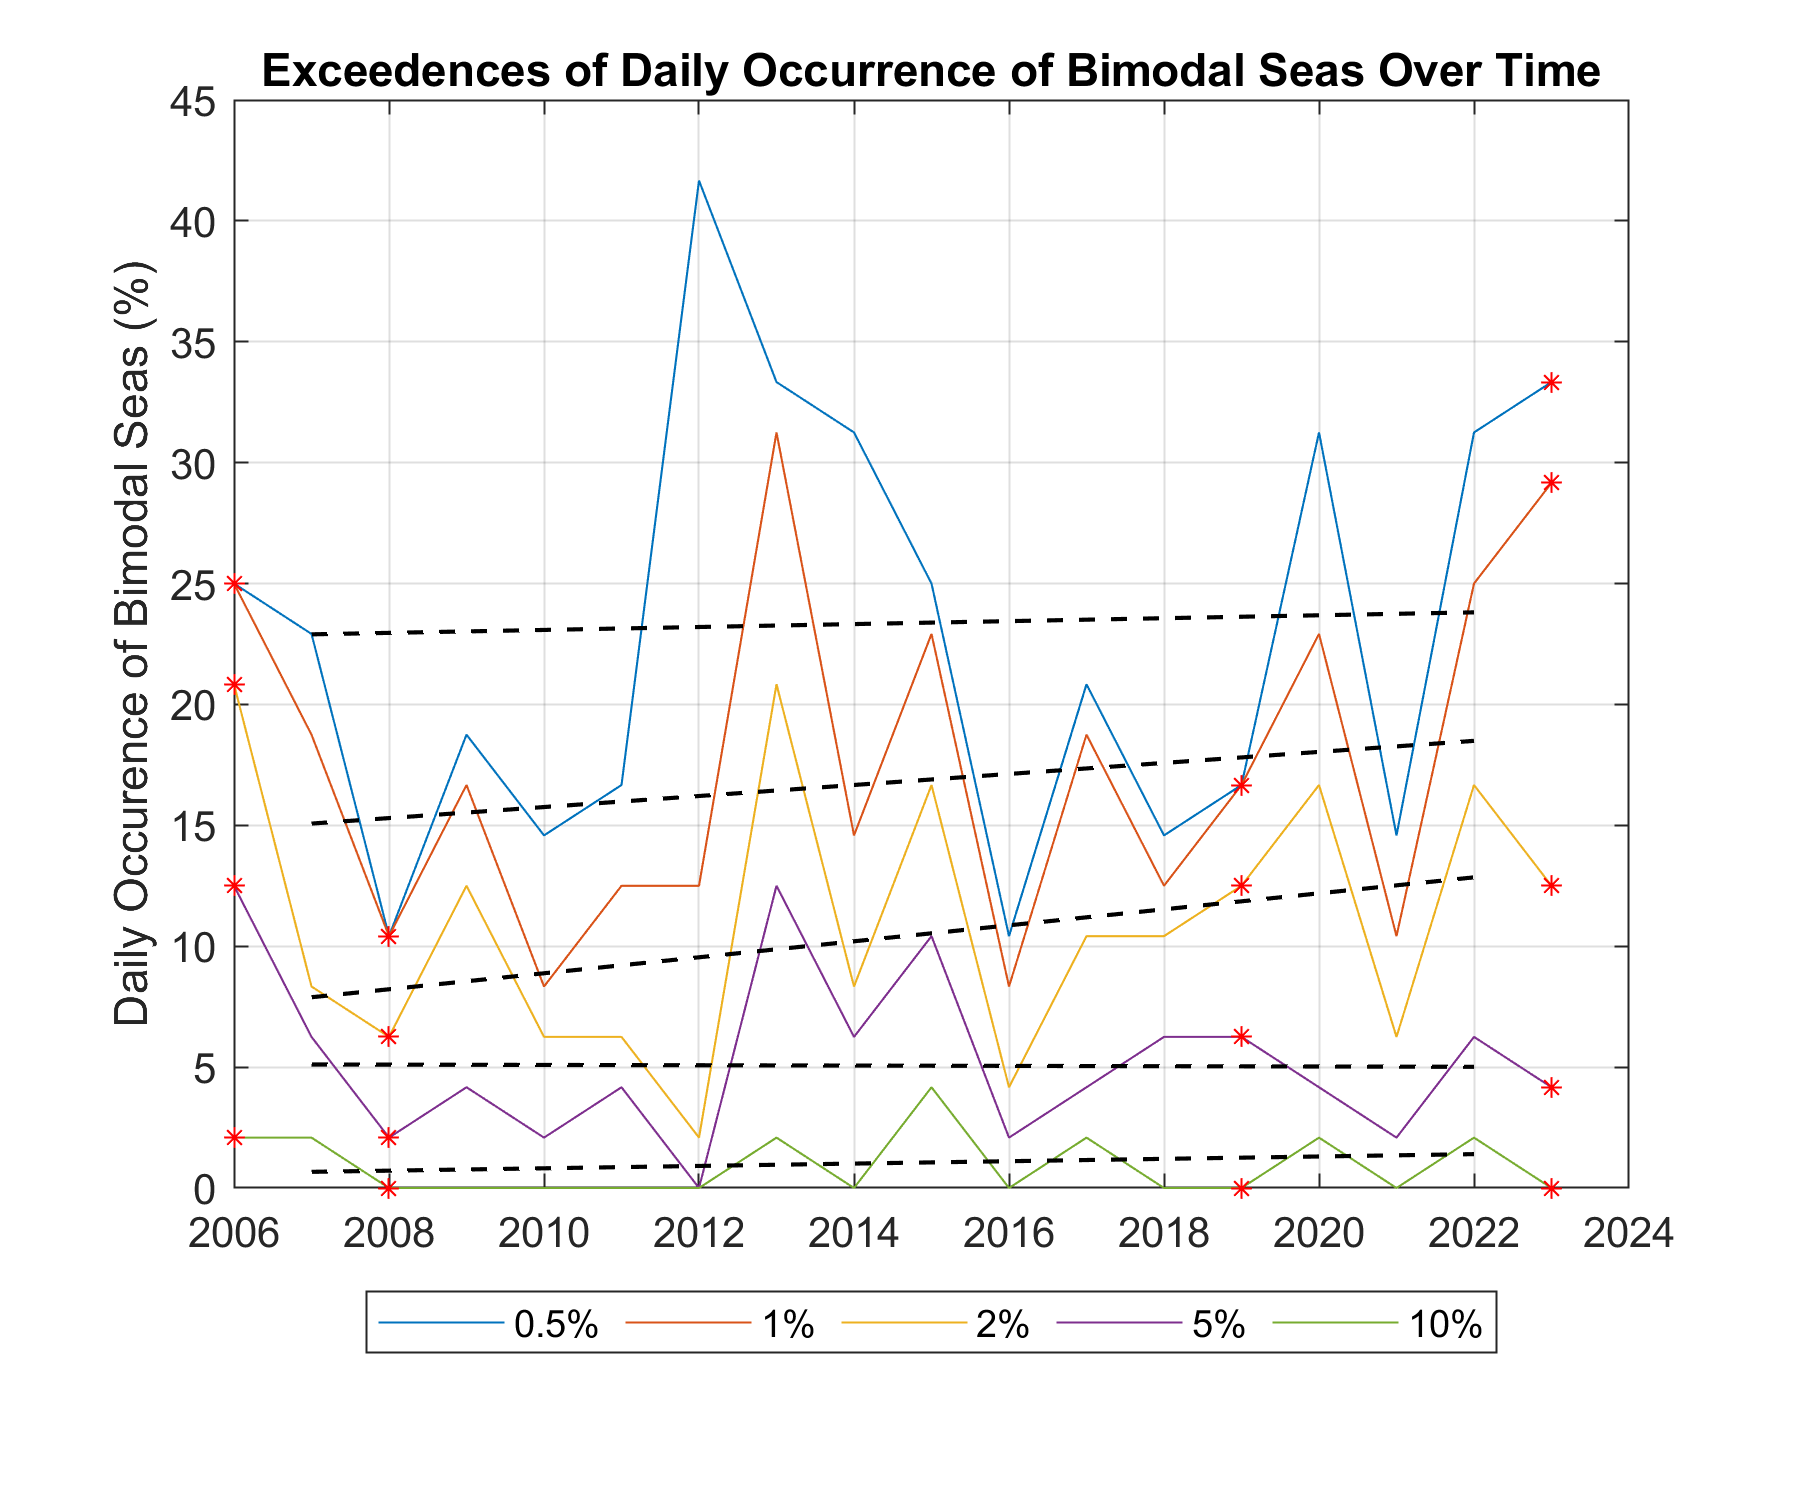 Exceedences of Daily Occurrence of Bimodal Seas Over Time
Daily Occurence of Bimodal Seas (%)
45
40
35
30
25
20
15
10
5
0
2006 2008 2010 2012 2014 2016 2018 2020 2022 2024
0.5% 1% 2% 5% 10%